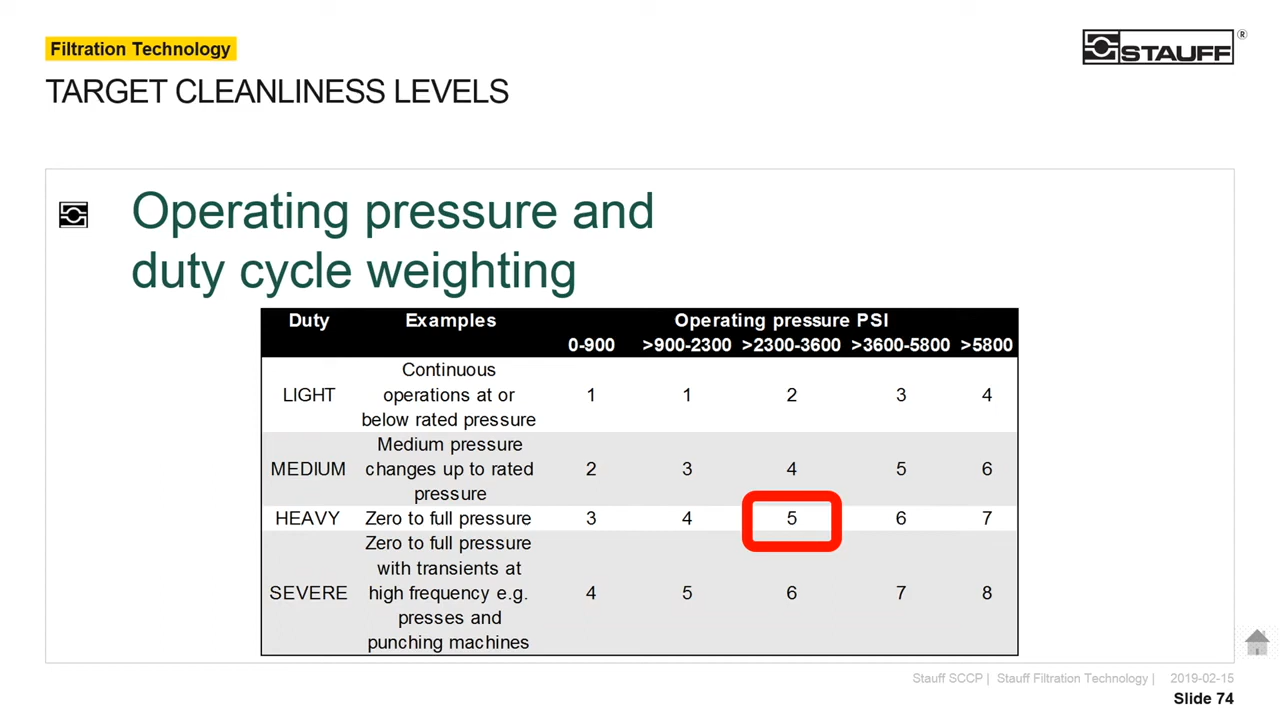 Filtration Technology
STAUFF®
TARGET CLEANLINESS LEVELS
Operating pressure and
duty cycle weighting
Duty Examples Operating pressure PSI
0-900 >900-2300 >2300-3600 >3600-5800 >5800
Continuous
LIGHT operations at or 1 1 2 3 4
below rated pressure
Medium pressure
MEDIUM changes up to rated 2 3 4 5 6
pressure
HEAVY Zero to full pressure 3 4 5 6 7
Zero to full pressure
with transients at
SEVERE high frequency e.g. 4 5 6 7 8
presses and
punching machines
Stauff SCCP | Stauff Filtration Technology | 2019-02-15
Slide 74